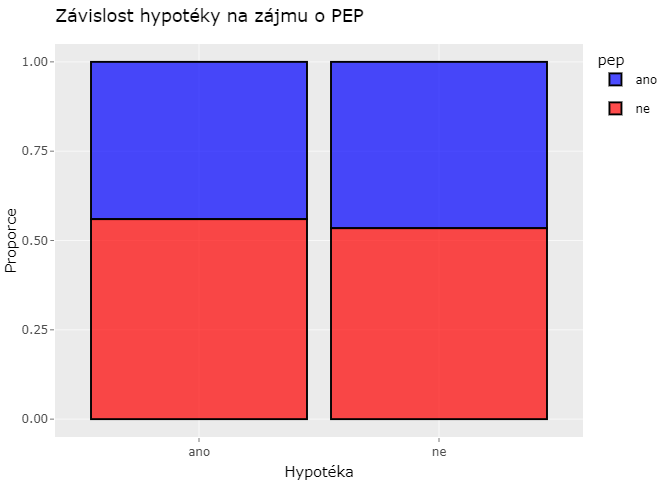 Závislost hypotéky na zájmu o PEP
pep
ano
ne
1.00
0.75
0.50
0.25
0.00
Proporce
ano
ne
Hypotéka